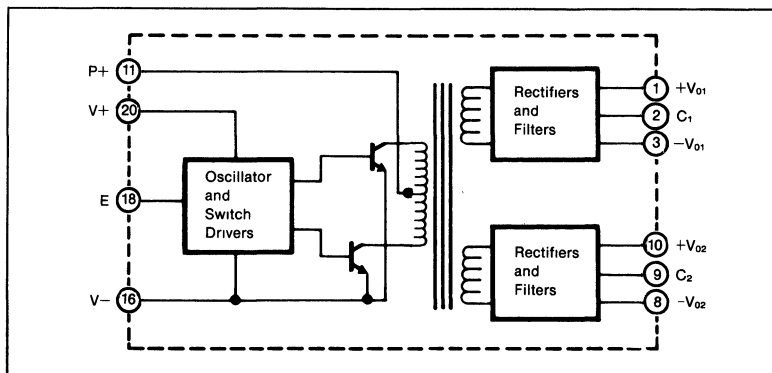 P+ 11
V+ 20
E 18
V− 16
Oscillator
and
Switch
Drivers
Rectifiers
and
Filters
1 +V01
2 C1
3 −V01
Rectifiers
and
Filters
10 +V02
9 C2
8 −V02